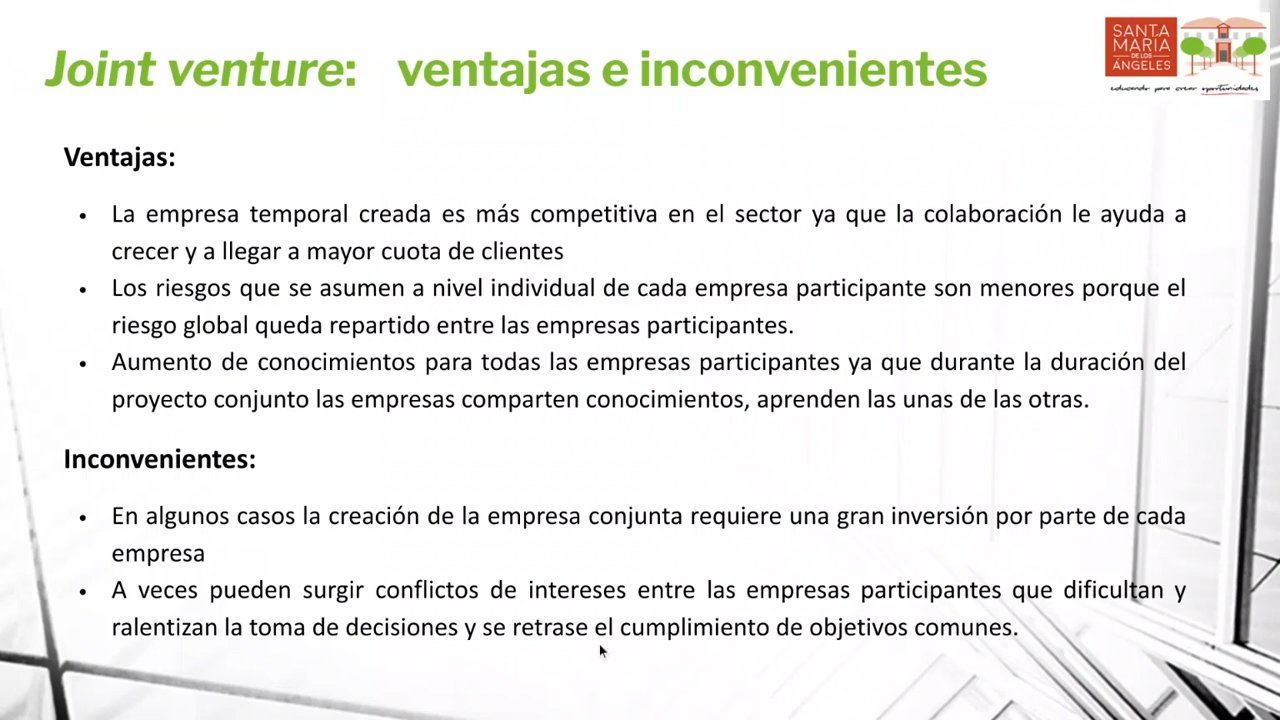 Joint venture: ventajas e inconvenientes
SANTA
MARIA
DE LOS
ÁNGELES
educando para crear oportunidades
Ventajas:
• La empresa temporal creada es más competitiva en el sector ya que la colaboración le ayuda a
crecer y a llegar a mayor cuota de clientes
• Los riesgos que se asumen a nivel individual de cada empresa participante son menores porque el
riesgo global queda repartido entre las empresas participantes.
• Aumento de conocimientos para todas las empresas participantes ya que durante la duración del
proyecto conjunto las empresas comparten conocimientos, aprenden las unas de las otras.
Inconvenientes:
• En algunos casos la creación de la empresa conjunta requiere una gran inversión por parte de cada
empresa
• A veces pueden surgir conflictos de intereses entre las empresas participantes que dificultan y
ralentizan la toma de decisiones y se retrase el cumplimiento de objetivos comunes.